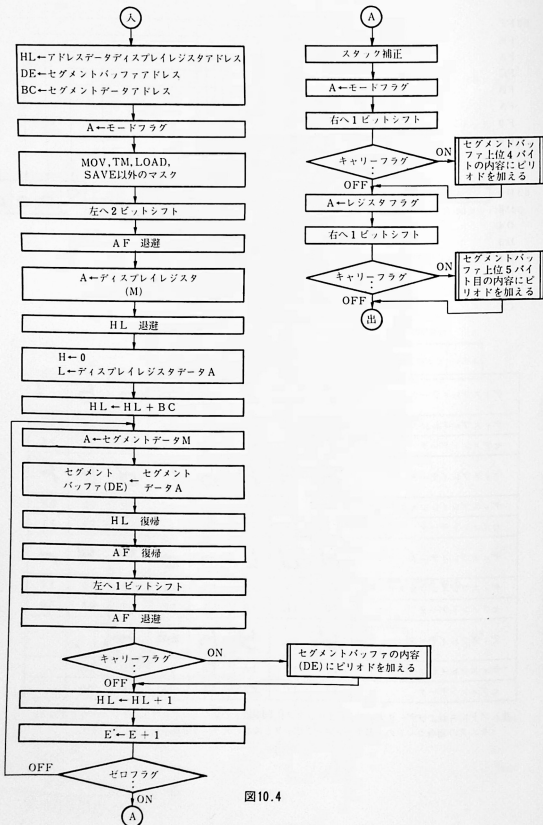 入
HL←アドレスデータディスプレイレジスタアドレス
DE←セグメントバッファアドレス
BC←セグメントデータアドレス
A←モードフラグ
MOV,TM,LOAD,
SAVE以外のマスク
左へ2ビットシフト
AF 退避
A←ディスプレイレジスタ
(M)
HL 退避
H←0
L←ディスプレイレジスタデータA
HL←HL+BC
A←セグメントデータM
セグメント バッファ(DE)←セグメント データA
HL 復帰
AF 復帰
左へ1ビットシフト
AF 退避
キャリーフラグ
:
ON
セグメントバッファの内容
(DE)にピリオドを加える
OFF
HL←HL+1
E←E+1
OFF
ゼロフラグ
:
ON
A
A
スタック補正
A←モードフラグ
右へ1ビットシフト
キャリーフラグ
:
ON
セグメントバッ
ファ上位4バイ
トの内容にピリ
オドを加える
OFF
A←レジスタフラグ
右へ1ビットシフト
キャリーフラグ
:
ON
セグメントバッ
ファ上位5バイ
ト目の内容にピ
リオドを加える
OFF
出
図10.4